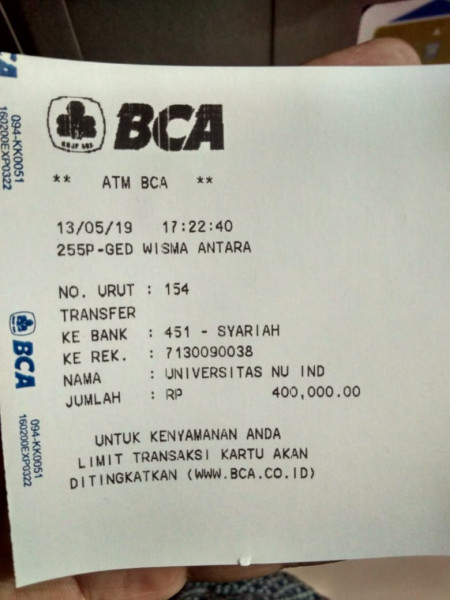 BCA
** ATM BCA **
13/05/19 17:22:40
255P-GED WISMA ANTARA
NO. URUT : 154
TRANSFER
KE BANK : 451 - SYARIAH
KE REK. : 7130090038
NAMA : UNIVERSITAS NU IND
JUMLAH : RP 400,000.00
UNTUK KENYAMANAN ANDA
LIMIT TRANSAKSI KARTU AKAN
DITINGKATKAN (WWW.BCA.CO.ID)
094-KK0051
160200EXP0322
BCA
094-KK0051
160200EXP0322